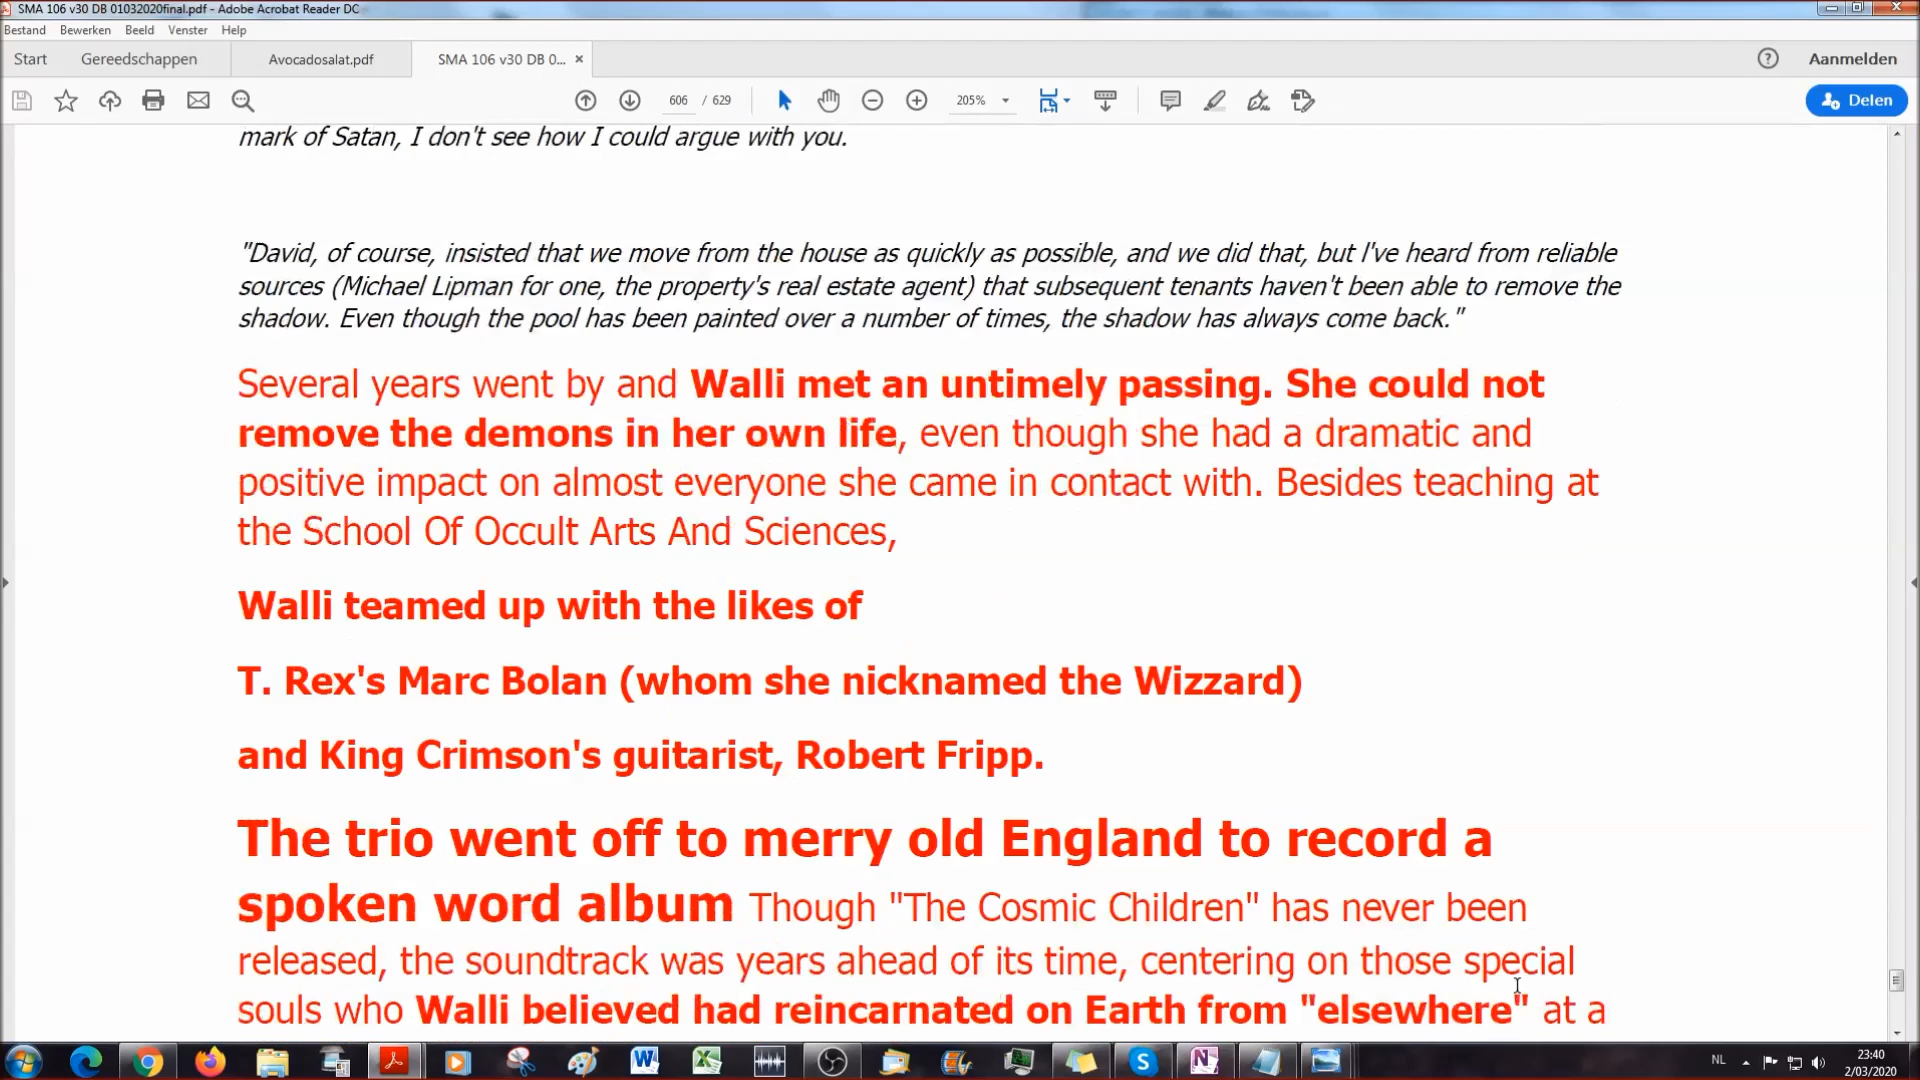 SMA 106 v30 DB 01032020final.pdf - Adobe Acrobat Reader DC
Bestand Bewerken Beeld Venster Help
Start Gereedschappen Avocadosalat.pdf SMA 106 v30 DB 0... × Aanmelden
606 / 629 205% Delen
mark of Satan, I don't see how I could argue with you.
"David, of course, insisted that we move from the house as quickly as possible, and we did that, but I've heard from reliable
sources (Michael Lipman for one, the property's real estate agent) that subsequent tenants haven't been able to remove the
shadow. Even though the pool has been painted over a number of times, the shadow has always come back."
Several years went by and Walli met an untimely passing. She could not
remove the demons in her own life, even though she had a dramatic and
positive impact on almost everyone she came in contact with. Besides teaching at
the School Of Occult Arts And Sciences,
Walli teamed up with the likes of
T. Rex's Marc Bolan (whom she nicknamed the Wizzard)
and King Crimson's guitarist, Robert Fripp.
The trio went off to merry old England to record a
spoken word album Though "The Cosmic Children" has never been
released, the soundtrack was years ahead of its time, centering on those special
souls who Walli believed had reincarnated on Earth from "elsewhere" at a
NL 23:40
2/03/2020